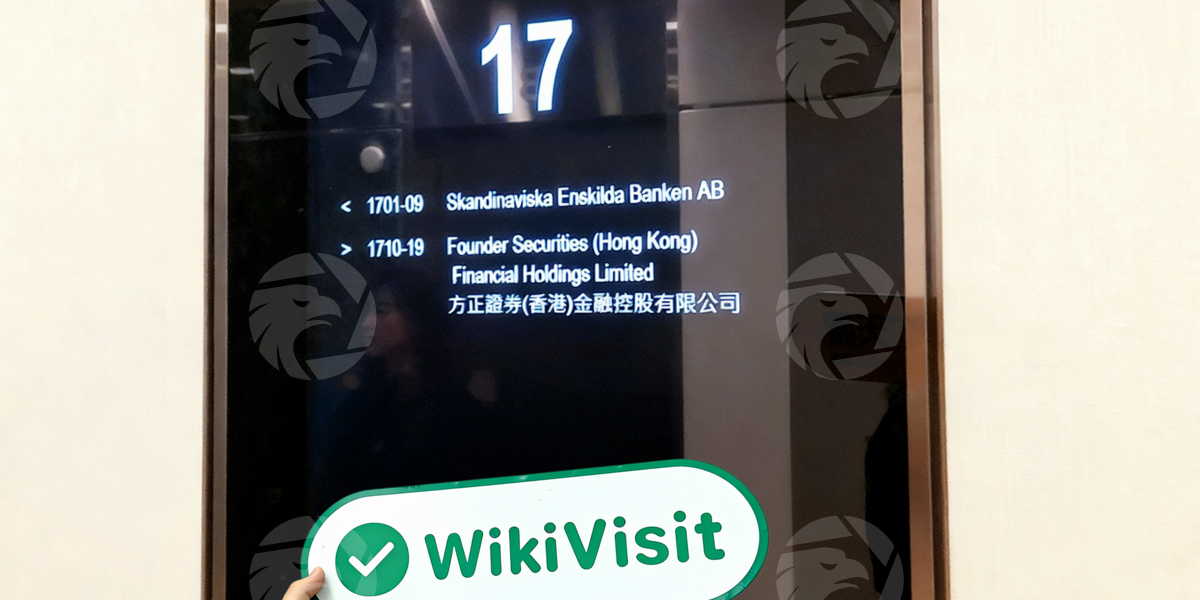 17
< 1701-09 Skandinaviska Enskilda Banken AB
> 1710-19 Founder Securities (Hong Kong)
Financial Holdings Limited
方正證券(香港)金融控股有限公司
WikiVisit